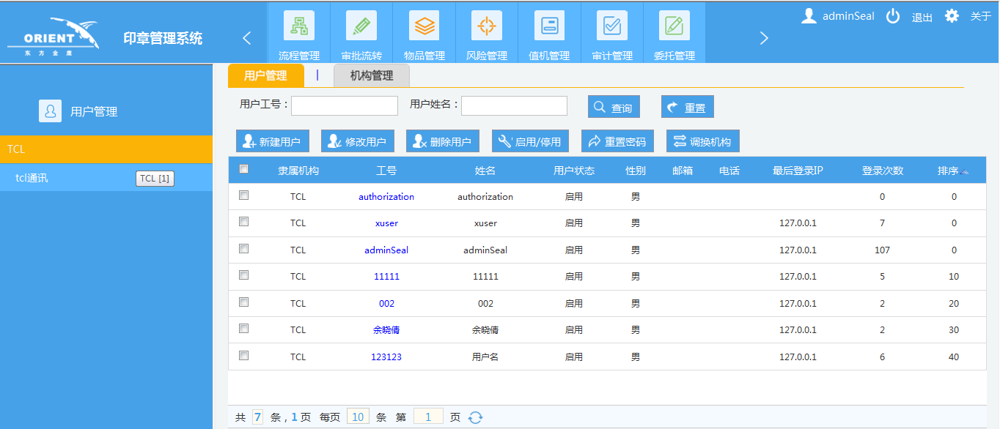 ORIENT
东方金鹰
印章管理系统
流程管理 审批流转 物品管理 风险管理 值机管理 审计管理 委托管理
adminSeal 退出 关于
用户管理
TCL
tcl通讯 TCL [1]
用户管理 | 机构管理
用户工号： 用户姓名： 查询 重置
新建用户 修改用户 删除用户 启用/停用 重置密码 调换机构
隶属机构 工号 姓名 用户状态 性别 邮箱 电话 最后登录IP 登录次数 排序
TCL authorization authorization 启用 男 0 0
TCL xuser xuser 启用 男 127.0.0.1 7 0
TCL adminSeal adminSeal 启用 男 127.0.0.1 107 0
TCL 11111 11111 启用 男 127.0.0.1 5 10
TCL 002 002 启用 男 127.0.0.1 2 20
TCL 余晓倩 余晓倩 启用 男 127.0.0.1 2 30
TCL 123123 用户名 启用 男 127.0.0.1 6 40
共 7 条，1 页 每页 10 条 第 1 页